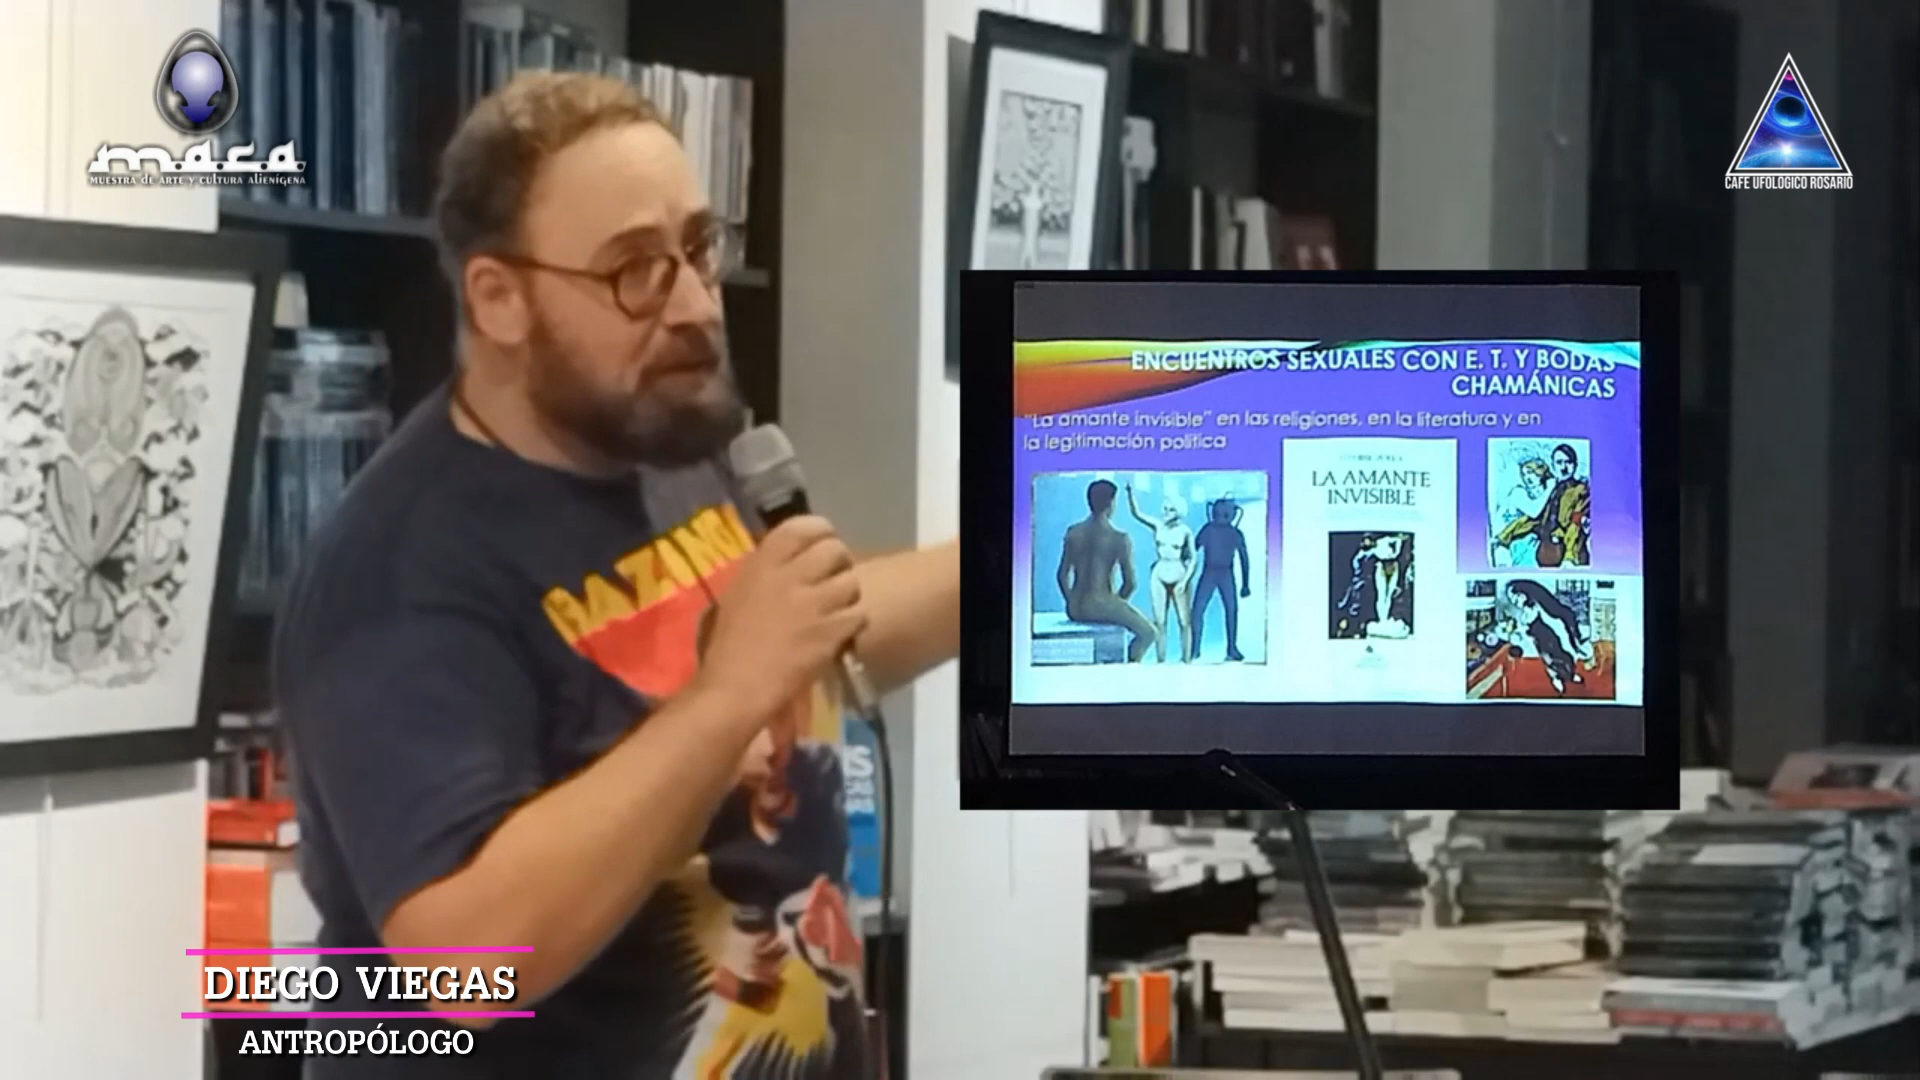 m.a.c.a.
MUESTRA de ARTE y CULTURA ALIENÍGENA
CAFE UFOLOGICO ROSARIO
ENCUENTROS SEXUALES CON E. T. Y BODAS
CHAMÁNICAS
"La amante invisible" en las religiones, en la literatura y en
la legitimación política
LA AMANTE
INVISIBLE
BAZINGA
DIEGO VIEGAS
ANTROPÓLOGO